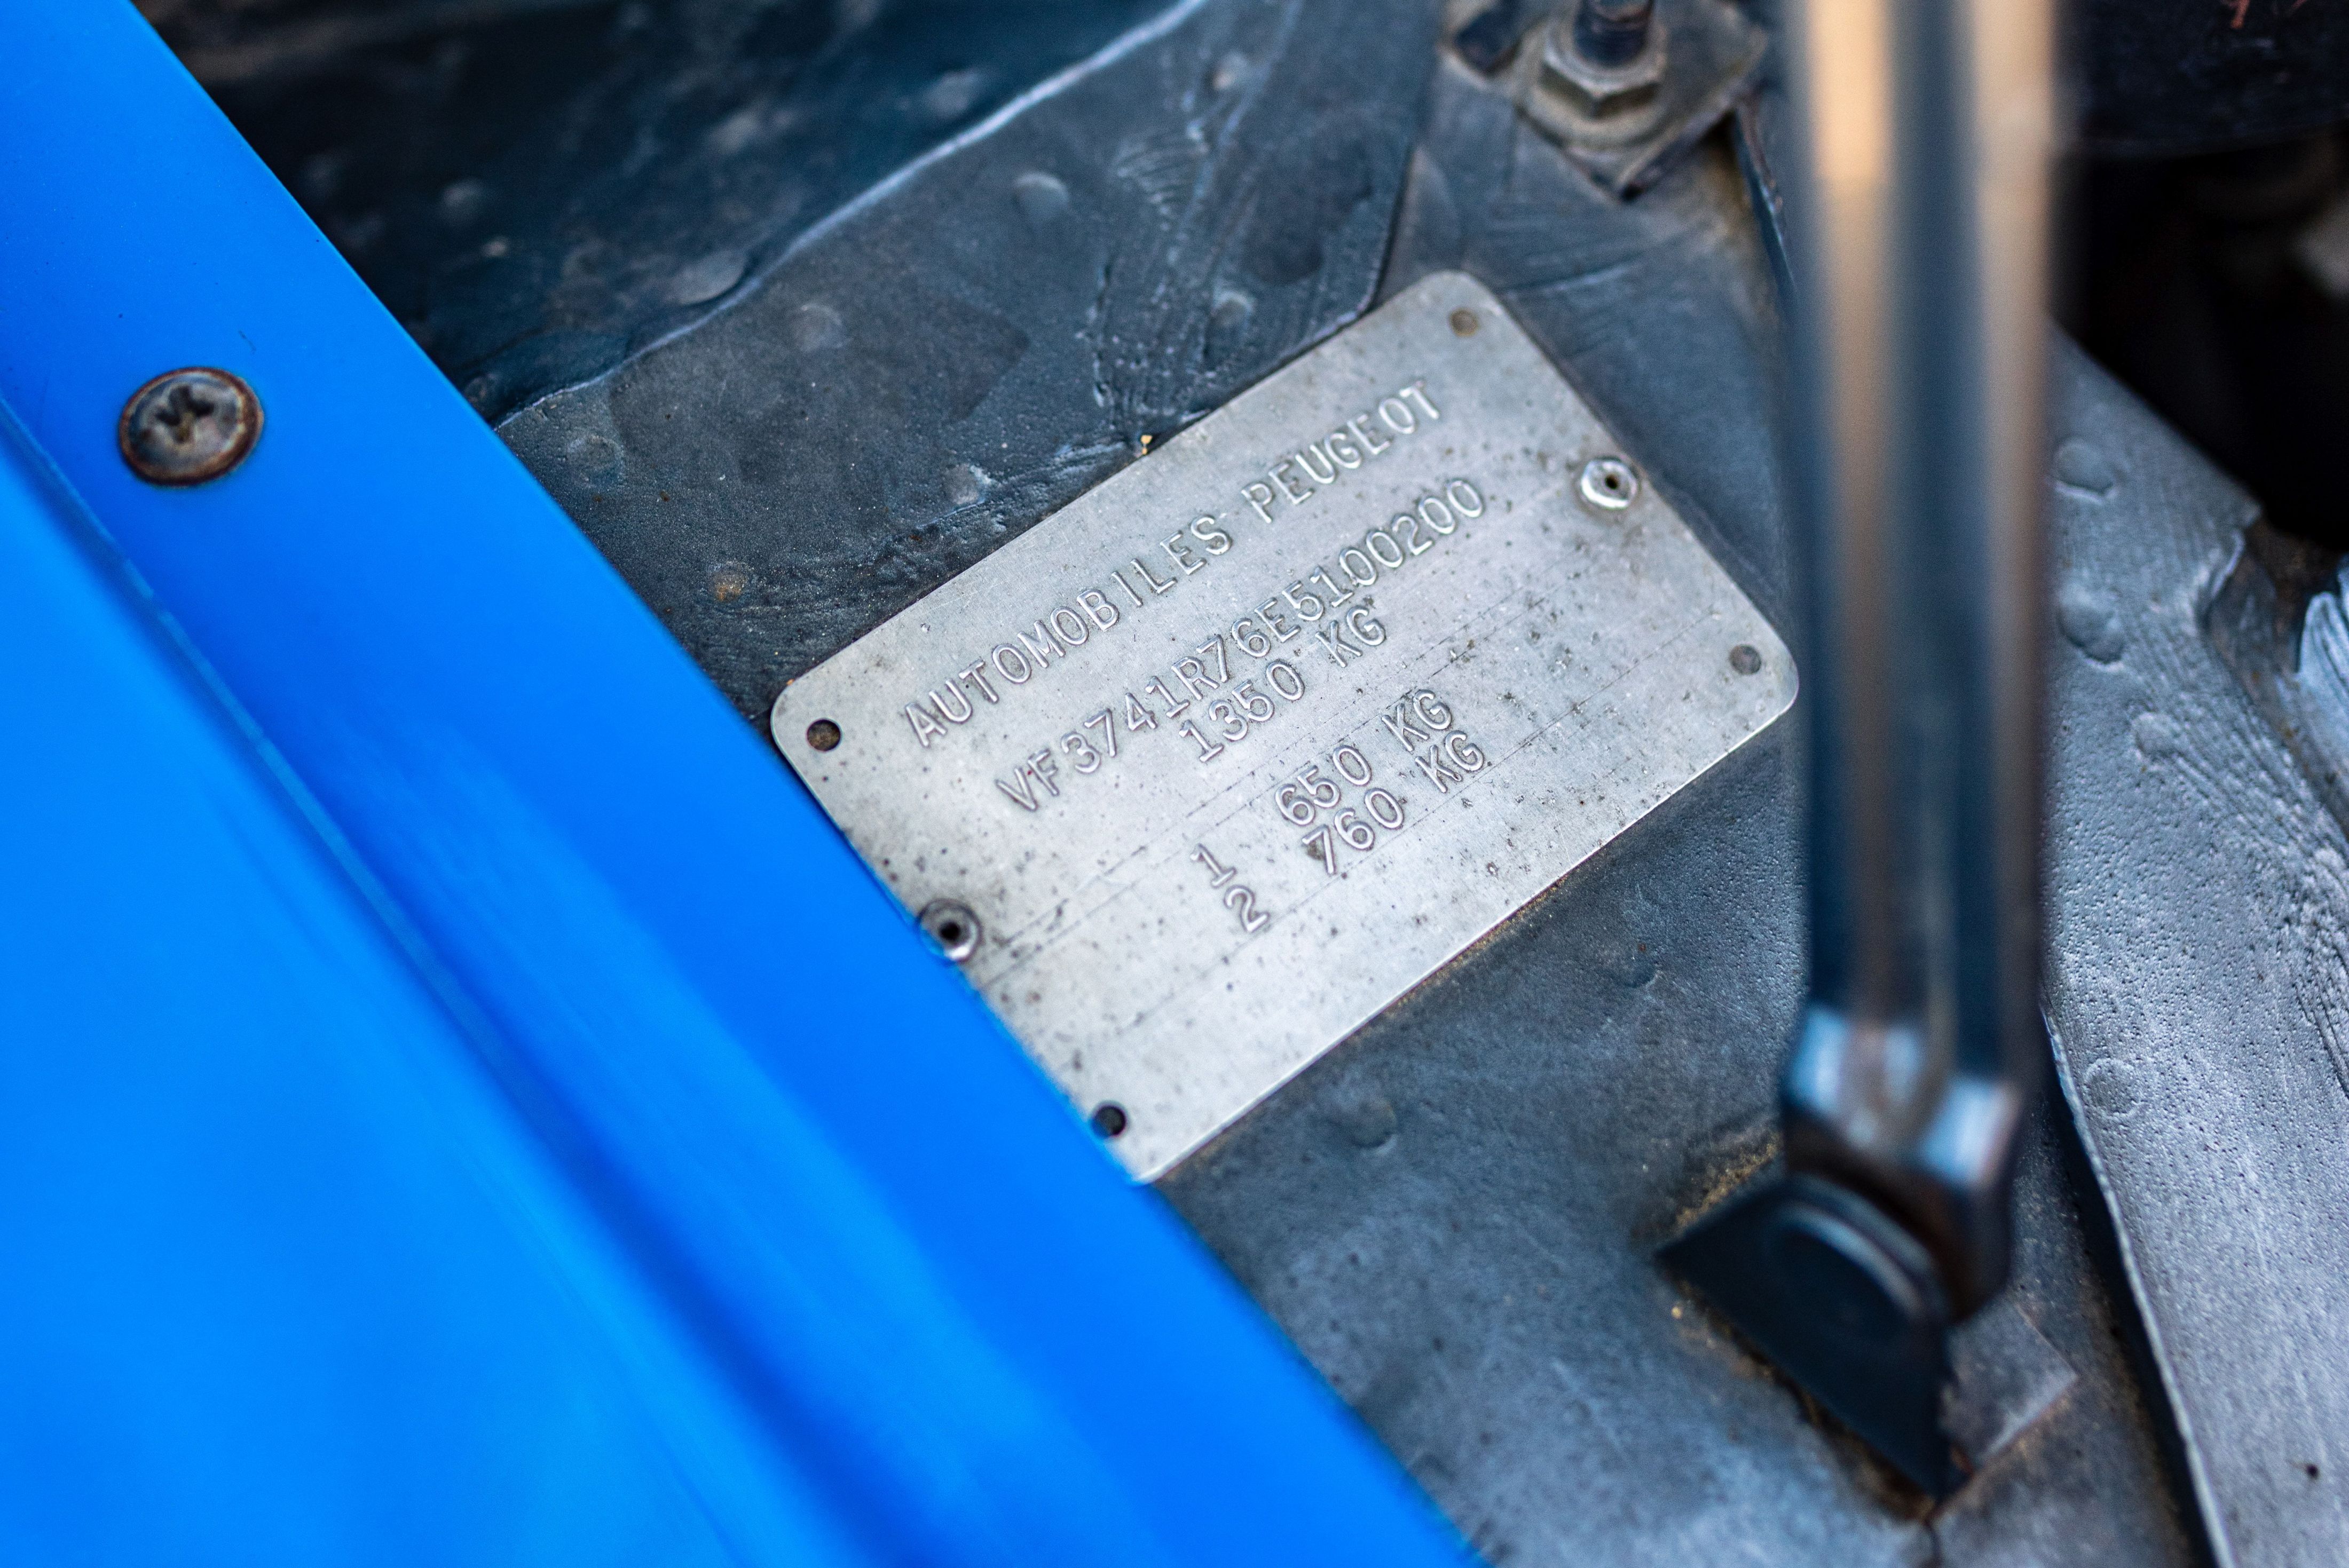 AUTOMOBILES PEUGEOT
VF3741R76E5100200
1350 KG
1 650 KG
2 760 KG